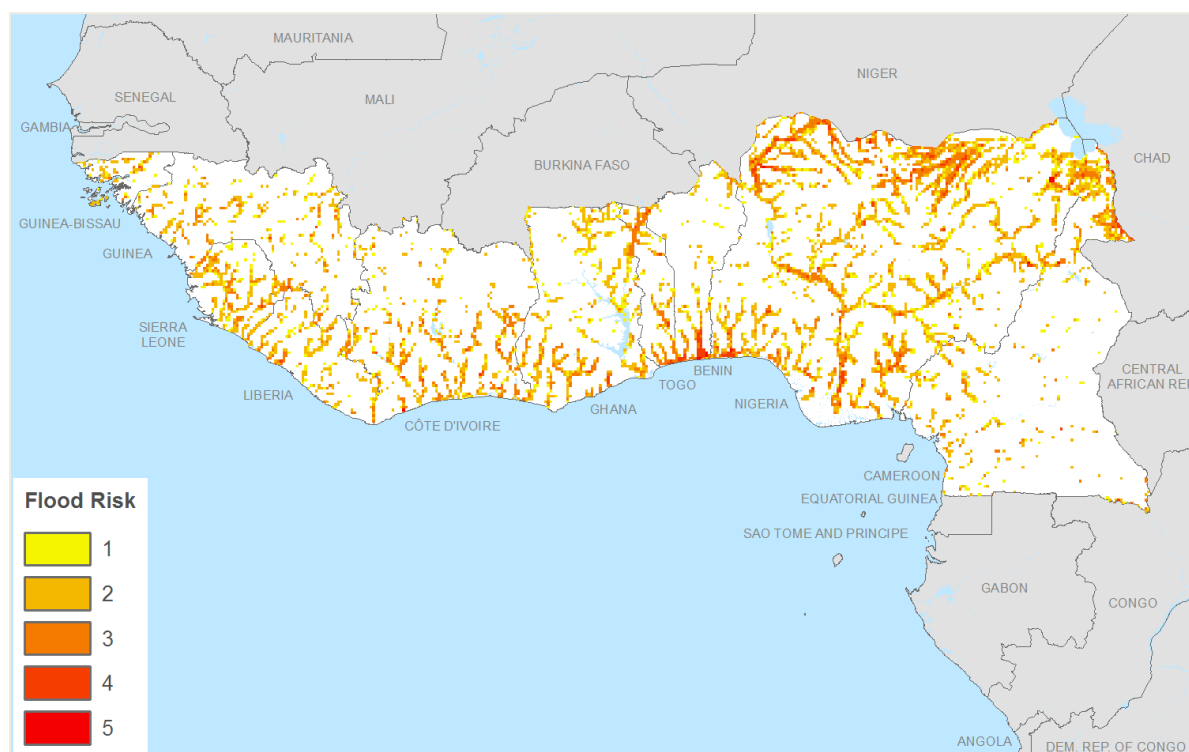 MAURITANIA
NIGER
SENEGAL
MALI
GAMBIA
BURKINA FASO
CHAD
GUINEA-BISSAU
GUINEA
SIERRA
LEONE
CENTRAL
AFRICAN REP
BENIN
TOGO
LIBERIA
NIGERIA
GHANA
CÔTE D'IVOIRE
CAMEROON
EQUATORIAL GUINEA
SAO TOME AND PRINCIPE
GABON
CONGO
ANGOLA
DEM. REP. OF CONGO
Flood Risk
1
2
3
4
5